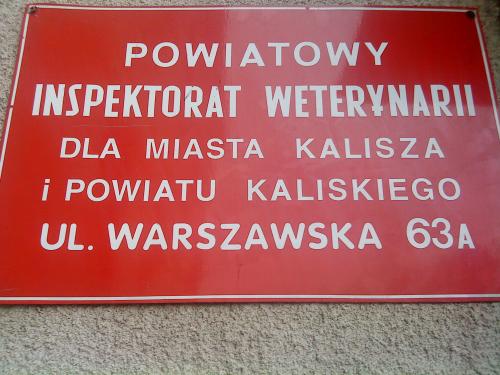 POWIATOWY
INSPEKTORAT WETERYNARII
DLA MIASTA KALISZA
i POWIATU KALISKIEGO
UL. WARSZAWSKA 63A